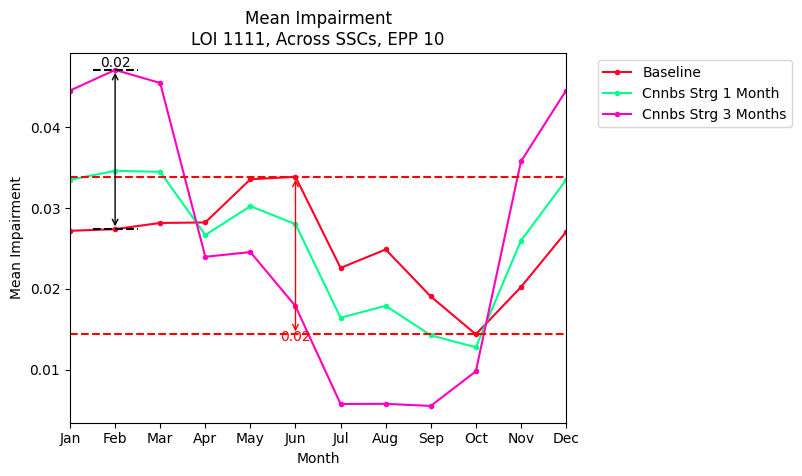 Mean Impairment
LOI 1111, Across SSCs, EPP 10
Baseline
Cnnbs Strg 1 Month
Cnnbs Strg 3 Months
0.02
0.04
0.03
0.02
0.01
0.02
Mean Impairment
Jan Feb Mar Apr May Jun Jul Aug Sep Oct Nov Dec
Month